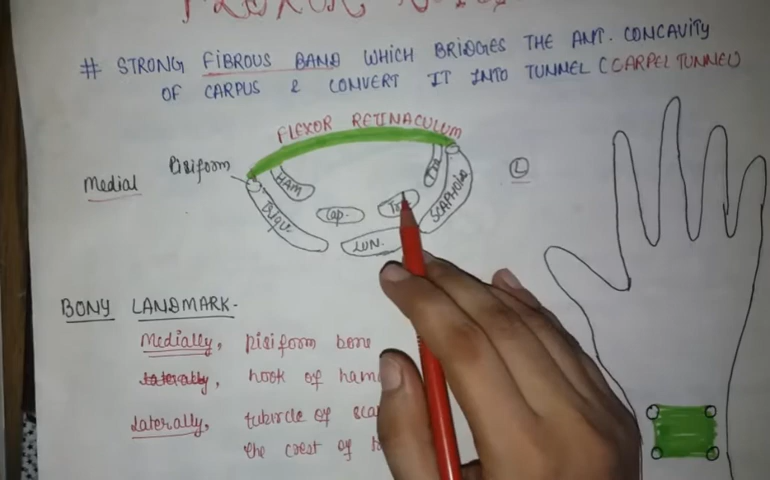 # STRONG FIBROUS BAND WHICH BRIDGES THE ANT. CONCAVITY
OF CARPUS & CONVERT IT INTO TUNNEL (CARPEL TUNNEL)
FLEXOR RETINACULUM
Pisiform
Medial
HAM
TRA
SCAPHOID
Cap.
LUN.
L
BONY LANDMARK-
Medially, pisiform bone
laterally, hook of ham
Laterally, tubircle of sca
the crest of